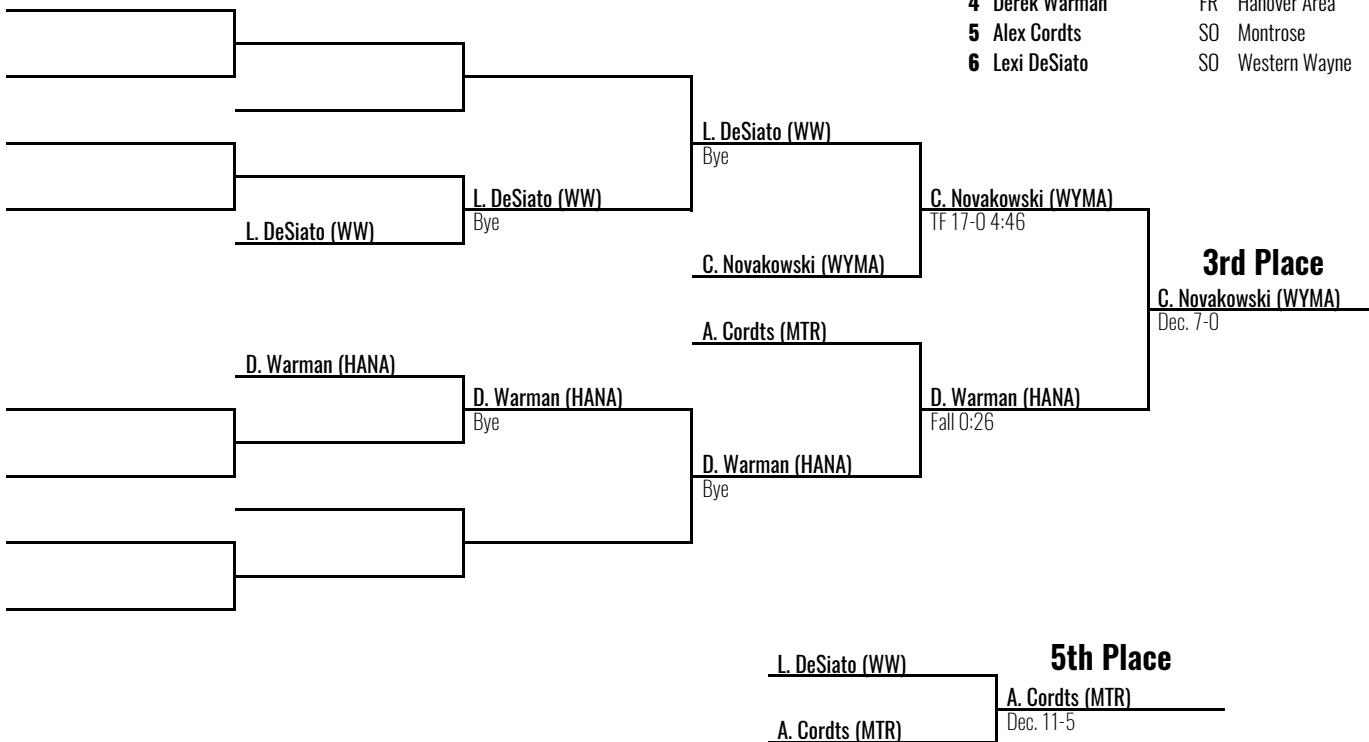 4 Derek Warman FR Hanover Area
5 Alex Cordts SO Montrose
6 Lexi DeSiato SO Western Wayne
L. DeSiato (WW)
Bye
L. DeSiato (WW)
Bye
C. Novakowski (WYMA)
TF 17-0 4:46
L. DeSiato (WW)
C. Novakowski (WYMA)
3rd Place
C. Novakowski (WYMA)
Dec. 7-0
A. Cordts (MTR)
D. Warman (HANA)
D. Warman (HANA)
Bye
D. Warman (HANA)
Fall 0:26
D. Warman (HANA)
Bye
L. DeSiato (WW)
5th Place
A. Cordts (MTR)
Dec. 11-5
A. Cordts (MTR)